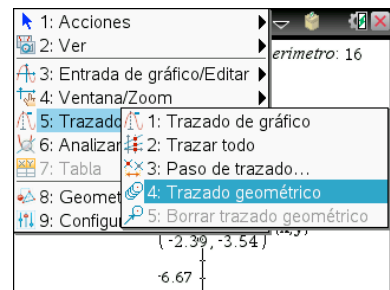 1: Acciones
2: Ver
erimetro: 16
3: Entrada de gráfico/Editar
4: Ventana/Zoom
5: Trazado
1: Trazado de gráfico
6: Analizar
2: Trazar todo
7: Tabla
3: Paso de trazado...
8: Geomet
4: Trazado geométrico
9: Configur
5: Borrar trazado geométrico
(-2.39, -3.54)
-6.67